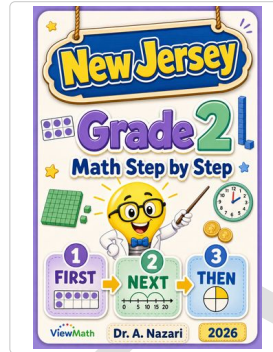 New Jersey
Grade 2
Math Step by Step
1 2 3
FIRST NEXT THEN
0 5 10 15 20
ViewMath Dr. A. Nazari 2026